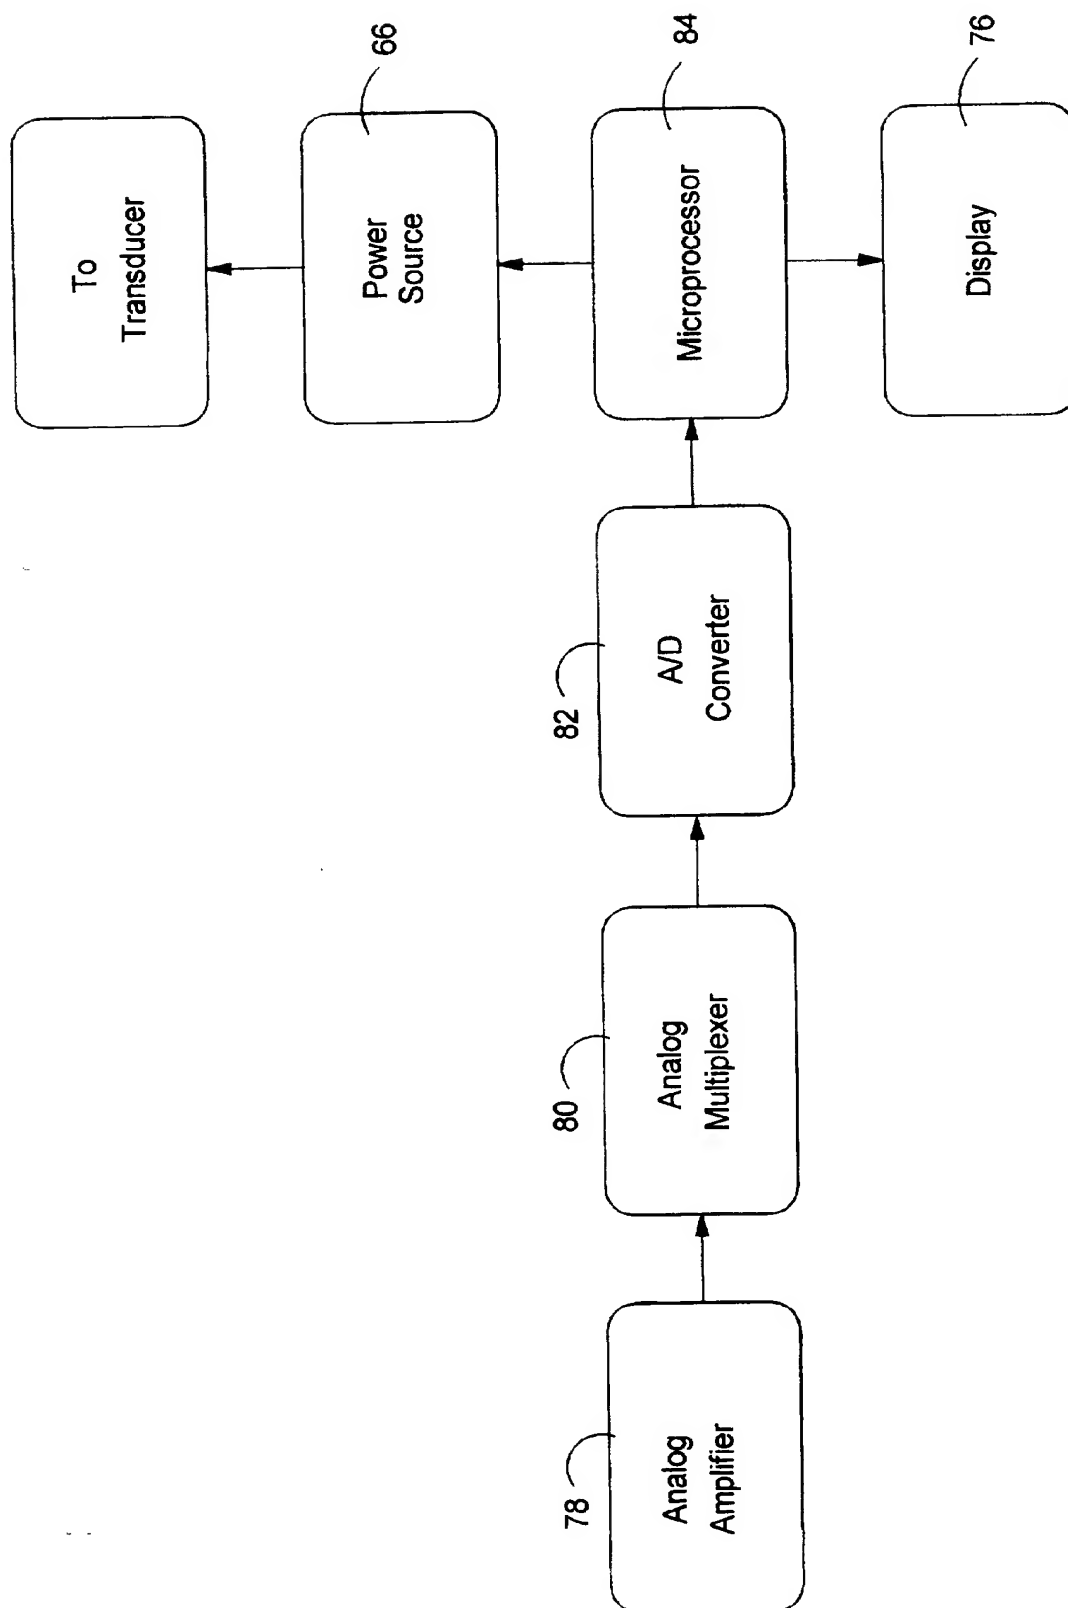 78
Analog
Amplifier
80
Analog
Multiplexer
82
A/D
Converter
To
Transducer
Power
Source
66
Microprocessor
84
Display
76